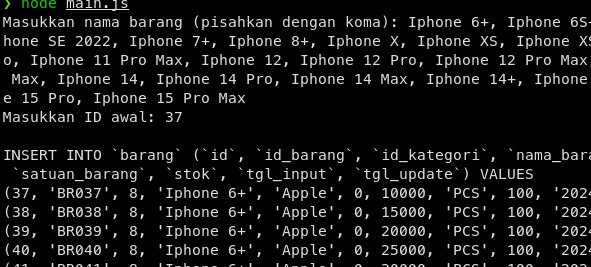 ❯ node main.js
Masukkan nama barang (pisahkan dengan koma): Iphone 6+, Iphone 6S
hone SE 2022, Iphone 7+, Iphone 8+, Iphone X, Iphone XS, Iphone XS
o, Iphone 11 Pro Max, Iphone 12, Iphone 12 Pro, Iphone 12 Pro Max,
Max, Iphone 14, Iphone 14 Pro, Iphone 14 Max, Iphone 14+, Iphone
e 15 Pro, Iphone 15 Pro Max
Masukkan ID awal: 37
INSERT INTO `barang` (`id`, `id_barang`, `id_kategori`, `nama_bara
`satuan_barang`, `stok`, `tgl_input`, `tgl_update`) VALUES
(37, 'BR037', 8, 'Iphone 6+', 'Apple', 0, 10000, 'PCS', 100, '202
(38, 'BR038', 8, 'Iphone 6+', 'Apple', 0, 15000, 'PCS', 100, '202
(39, 'BR039', 8, 'Iphone 6+', 'Apple', 0, 20000, 'PCS', 100, '202
(40, 'BR040', 8, 'Iphone 6+', 'Apple', 0, 25000, 'PCS', 100, '202